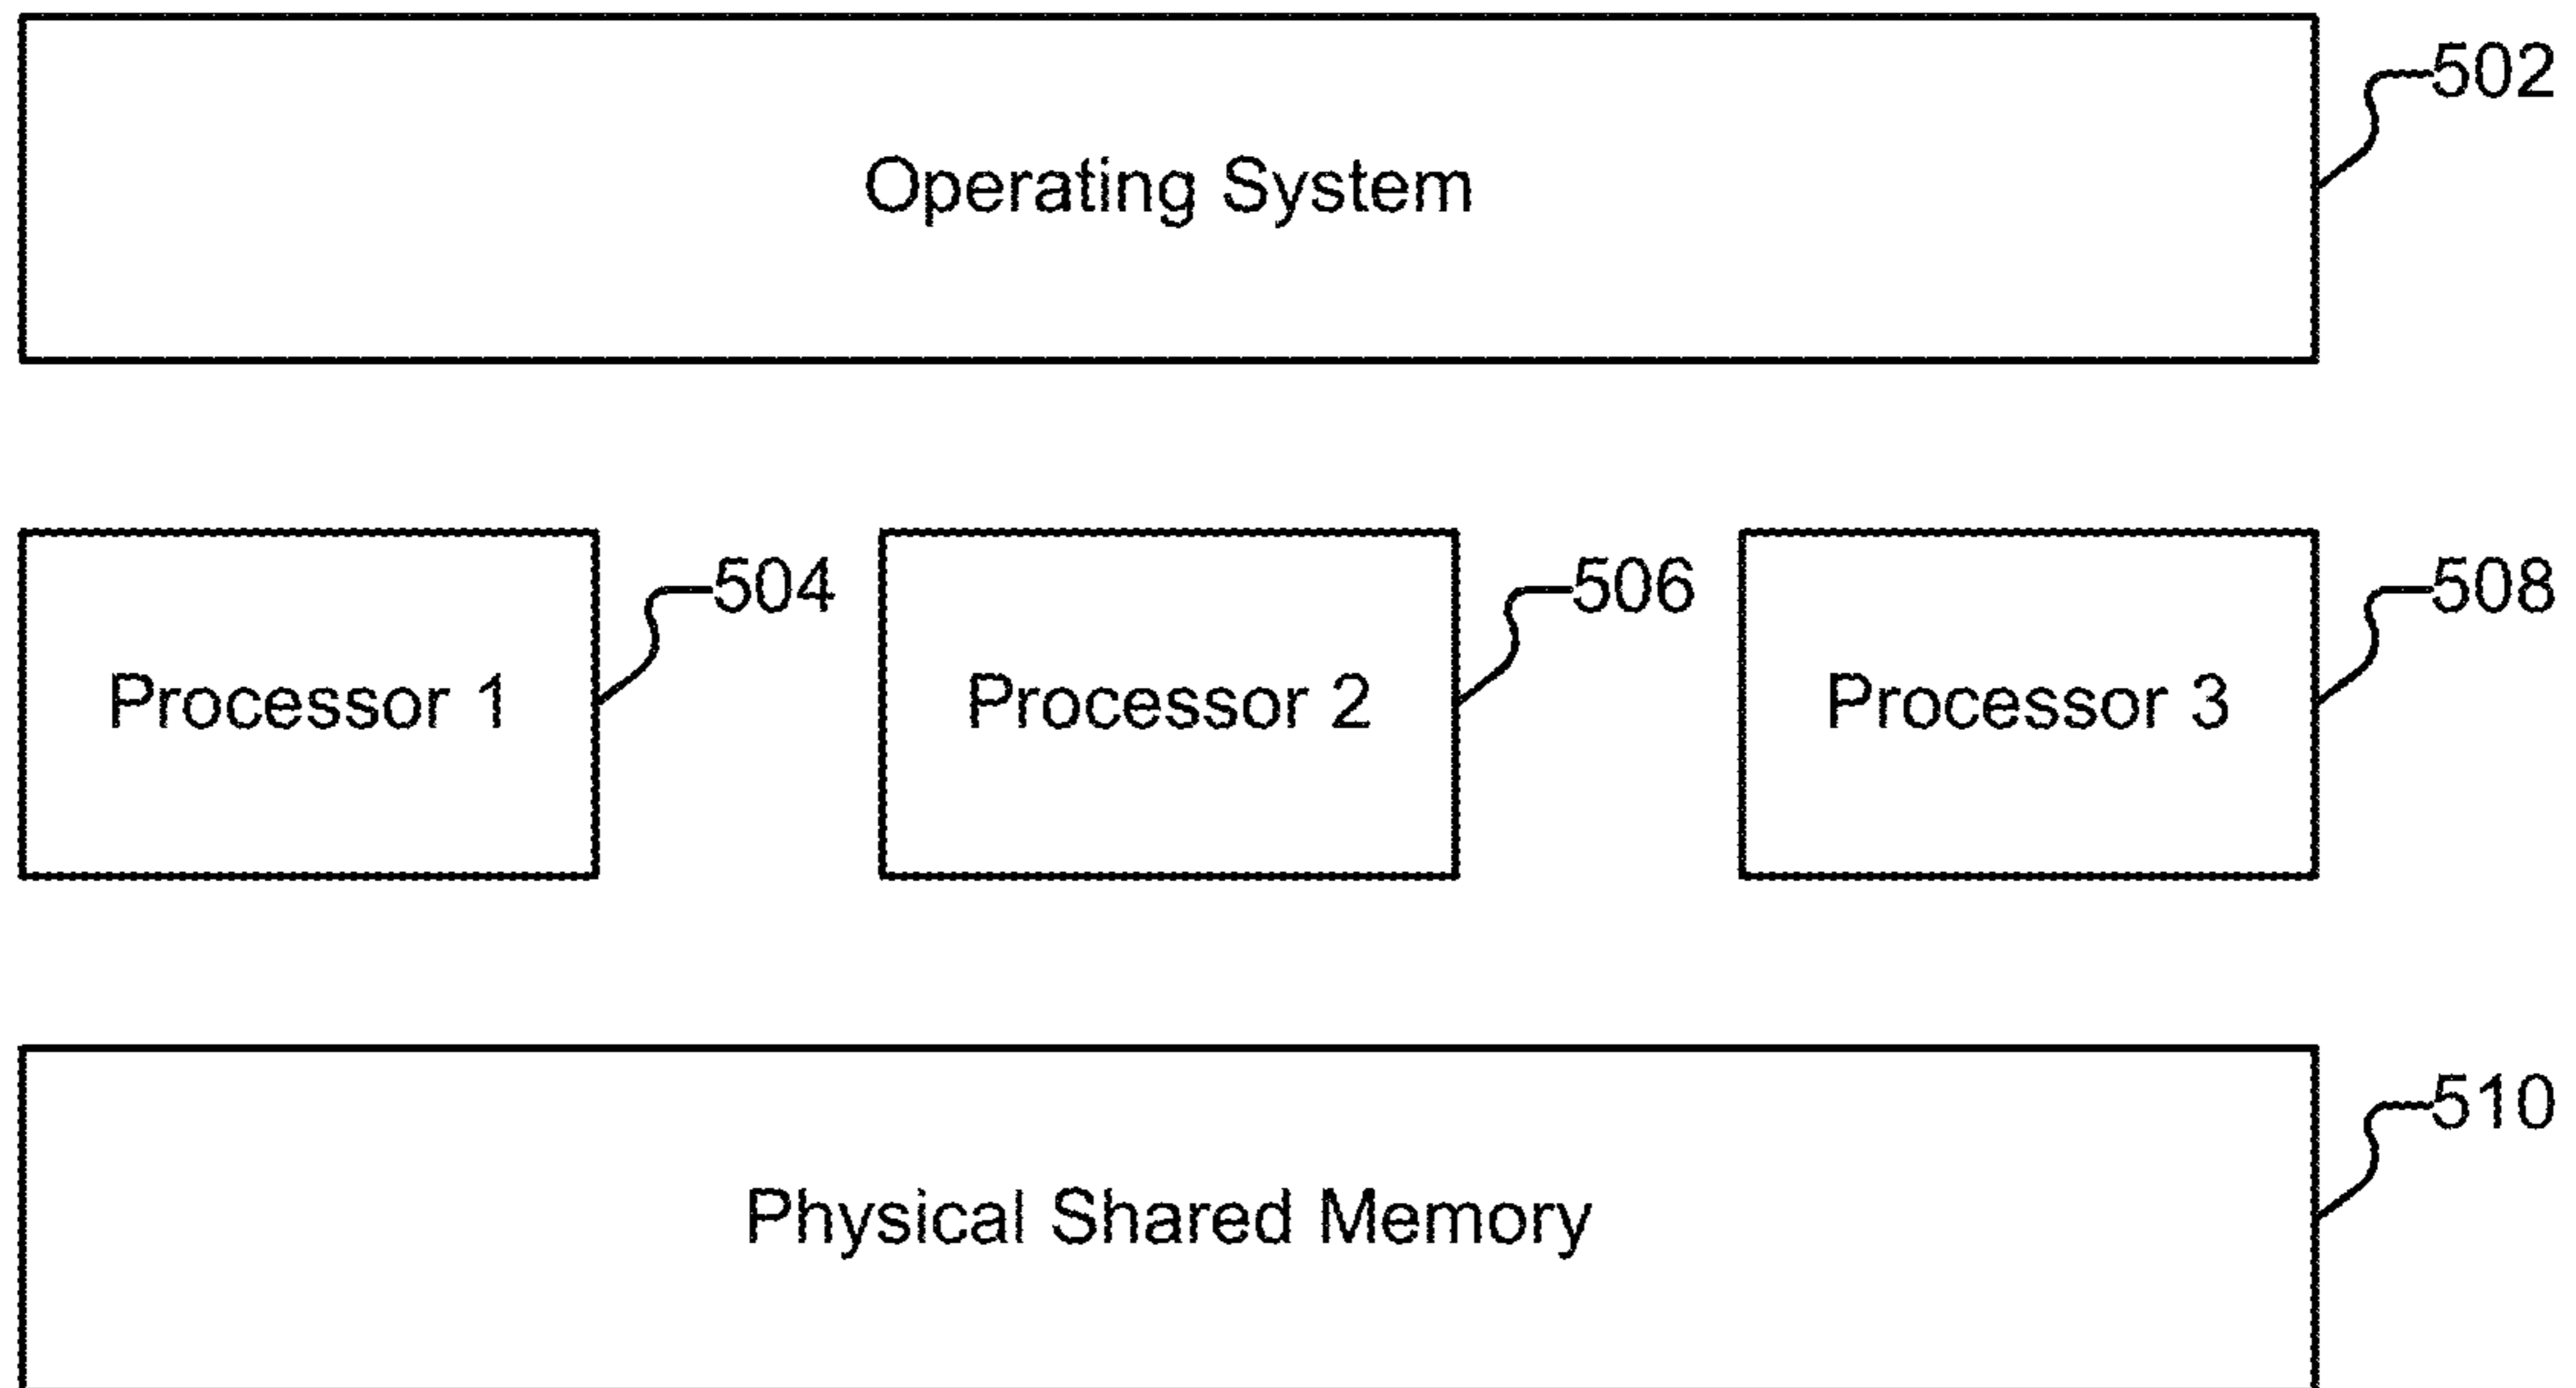 502
Operating System
504
506
508
Processor 1
Processor 2
Processor 3
510
Physical Shared Memory